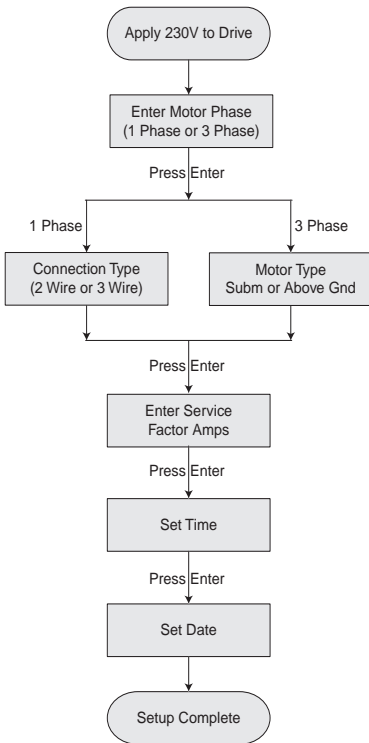 Apply 230V to Drive
Enter Motor Phase
(1 Phase or 3 Phase)
Press Enter
1 Phase
3 Phase
Connection Type
(2 Wire or 3 Wire)
Motor Type
Subm or Above Gnd
Press Enter
Enter Service
Factor Amps
Press Enter
Set Time
Press Enter
Set Date
Setup Complete